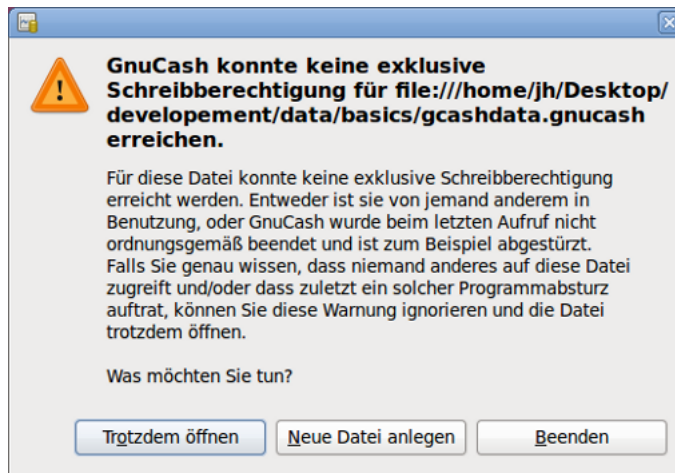 GnuCash konnte keine exklusive
Schreibberechtigung für file:///home/jh/Desktop/
developement/data/basics/gcashdata.gnucash
erreichen.
Für diese Datei konnte keine exklusive Schreibberechtigung
erreicht werden. Entweder ist sie von jemand anderem in
Benutzung, oder GnuCash wurde beim letzten Aufruf nicht
ordnungsgemäß beendet und ist zum Beispiel abgestürzt.
Falls Sie genau wissen, dass niemand anderes auf diese Datei
zugreift und/oder dass zuletzt ein solcher Programmabsturz
auftrat, können Sie diese Warnung ignorieren und die Datei
trotzdem öffnen.
Was möchten Sie tun?
Trotzdem öffnen Neue Datei anlegen Beenden